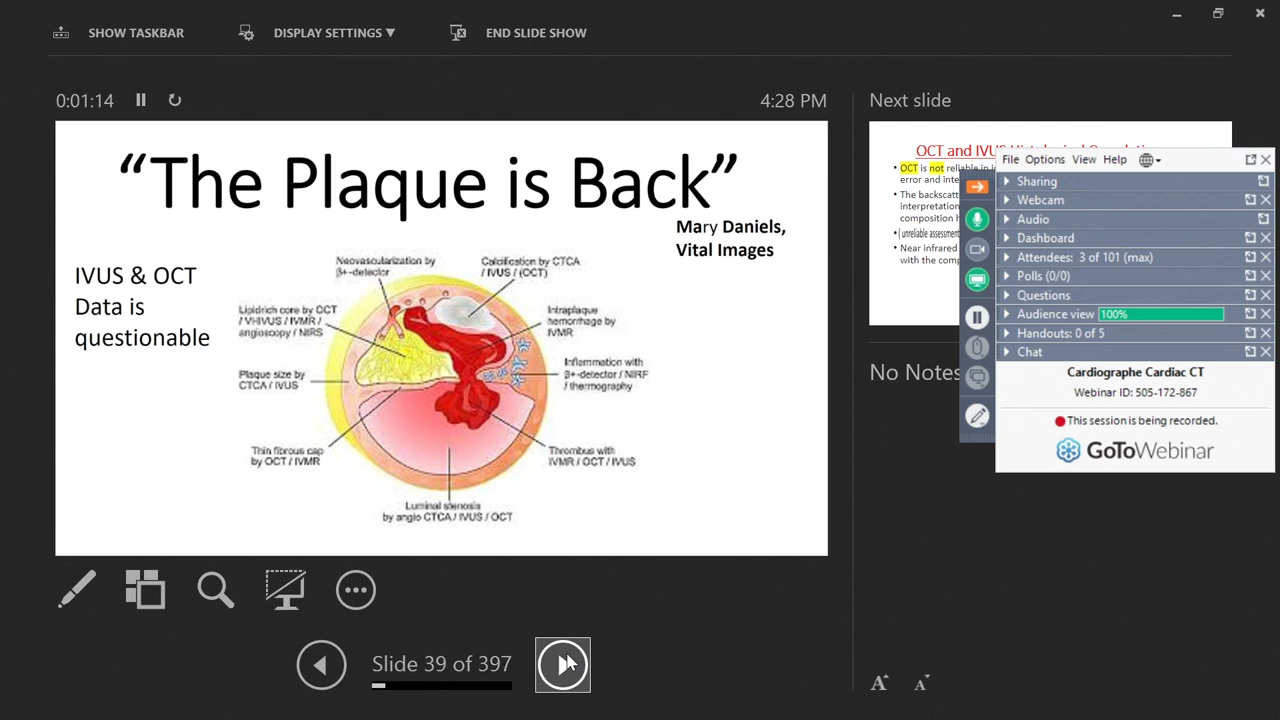 SHOW TASKBAR
DISPLAY SETTINGS ▼
END SLIDE SHOW
0:01:14
4:28 PM
Next slide
“The Plaque is Back”
Mary Daniels,
Vital Images
IVUS & OCT
Data is
questionable
Neovascularization by
β+-detector
Calcification by CTCA
/ IVUS / (OCT)
Lipidrich core by OCT
/ VHIVUS / IVMR /
angioscopy / NIRS
Intraplaque
hemorrhage by
IVMR
Plaque size by
CTCA / IVUS
Inflammation with
β+-detector / NIRF
/ thermography
Thin fibrous cap
by OCT / IVMR
Thrombus with
IVMR / OCT / IVUS
Luminal stenosis
by angio CTCA / IVUS / OCT
OCT and IVUS
• OCT is not reliable in
error and
• The backscatt
interpretation
composition
• ( unreliable assessment
• Near infrared
with the
No Notes
File Options View Help
Sharing
Webcam
Audio
Dashboard
Attendees: 3 of 101 (max)
Polls (0/0)
Questions
Audience view 100%
Handouts: 0 of 5
Chat
Cardiographe Cardiac CT
Webinar ID: 505-172-867
This session is being recorded.
GoToWebinar
Slide 39 of 397
A A